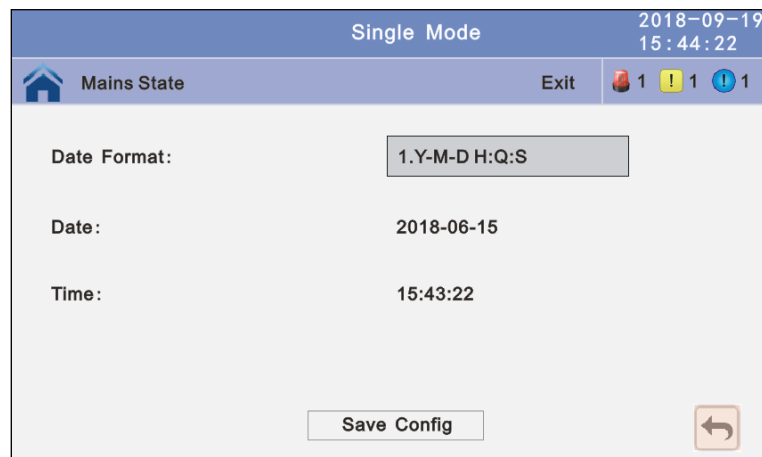 Single Mode
2018-09-19
15:44:22
Mains State
Exit
1
! 1
! 1
Date Format:
1.Y-M-D H:Q:S
Date:
2018-06-15
Time:
15:43:22
Save Config